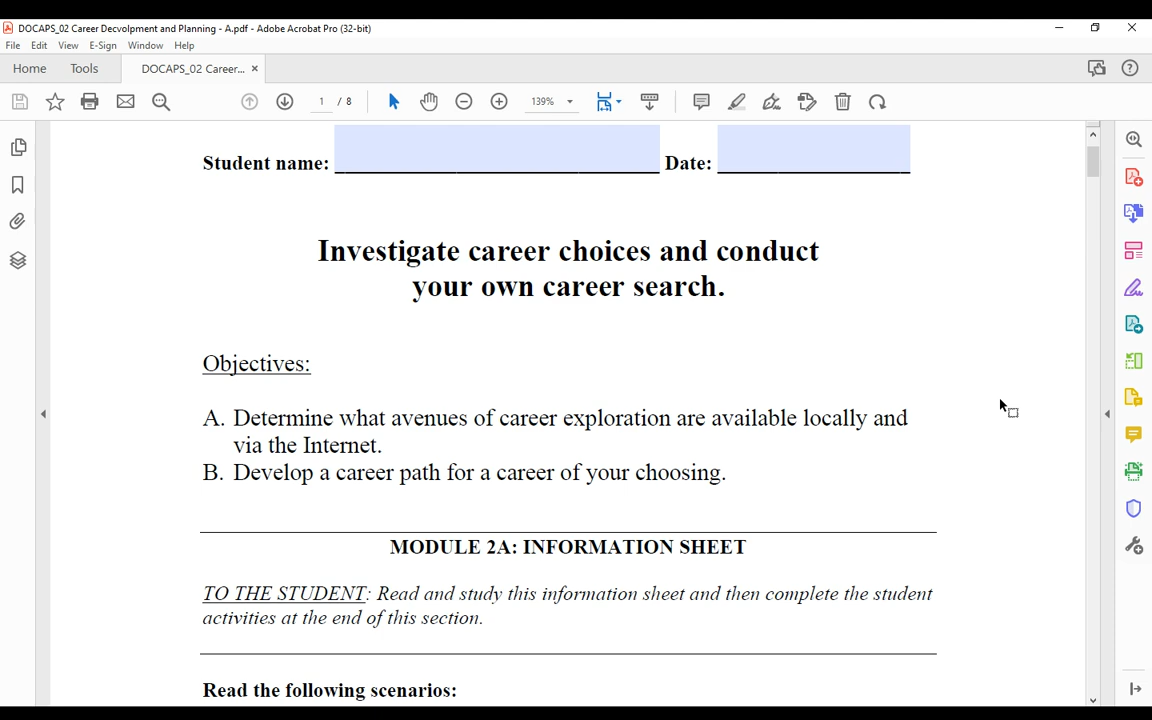 DOCAPS_02 Career Decvolpment and Planning - A.pdf - Adobe Acrobat Pro (32-bit)
File Edit View E-Sign Window Help
Home Tools DOCAPS_02 Career... ×
1 / 8 139%
Student name: Date:
Investigate career choices and conduct
your own career search.
Objectives:
A. Determine what avenues of career exploration are available locally and
via the Internet.
B. Develop a career path for a career of your choosing.
MODULE 2A: INFORMATION SHEET
TO THE STUDENT: Read and study this information sheet and then complete the student
activities at the end of this section.
Read the following scenarios: